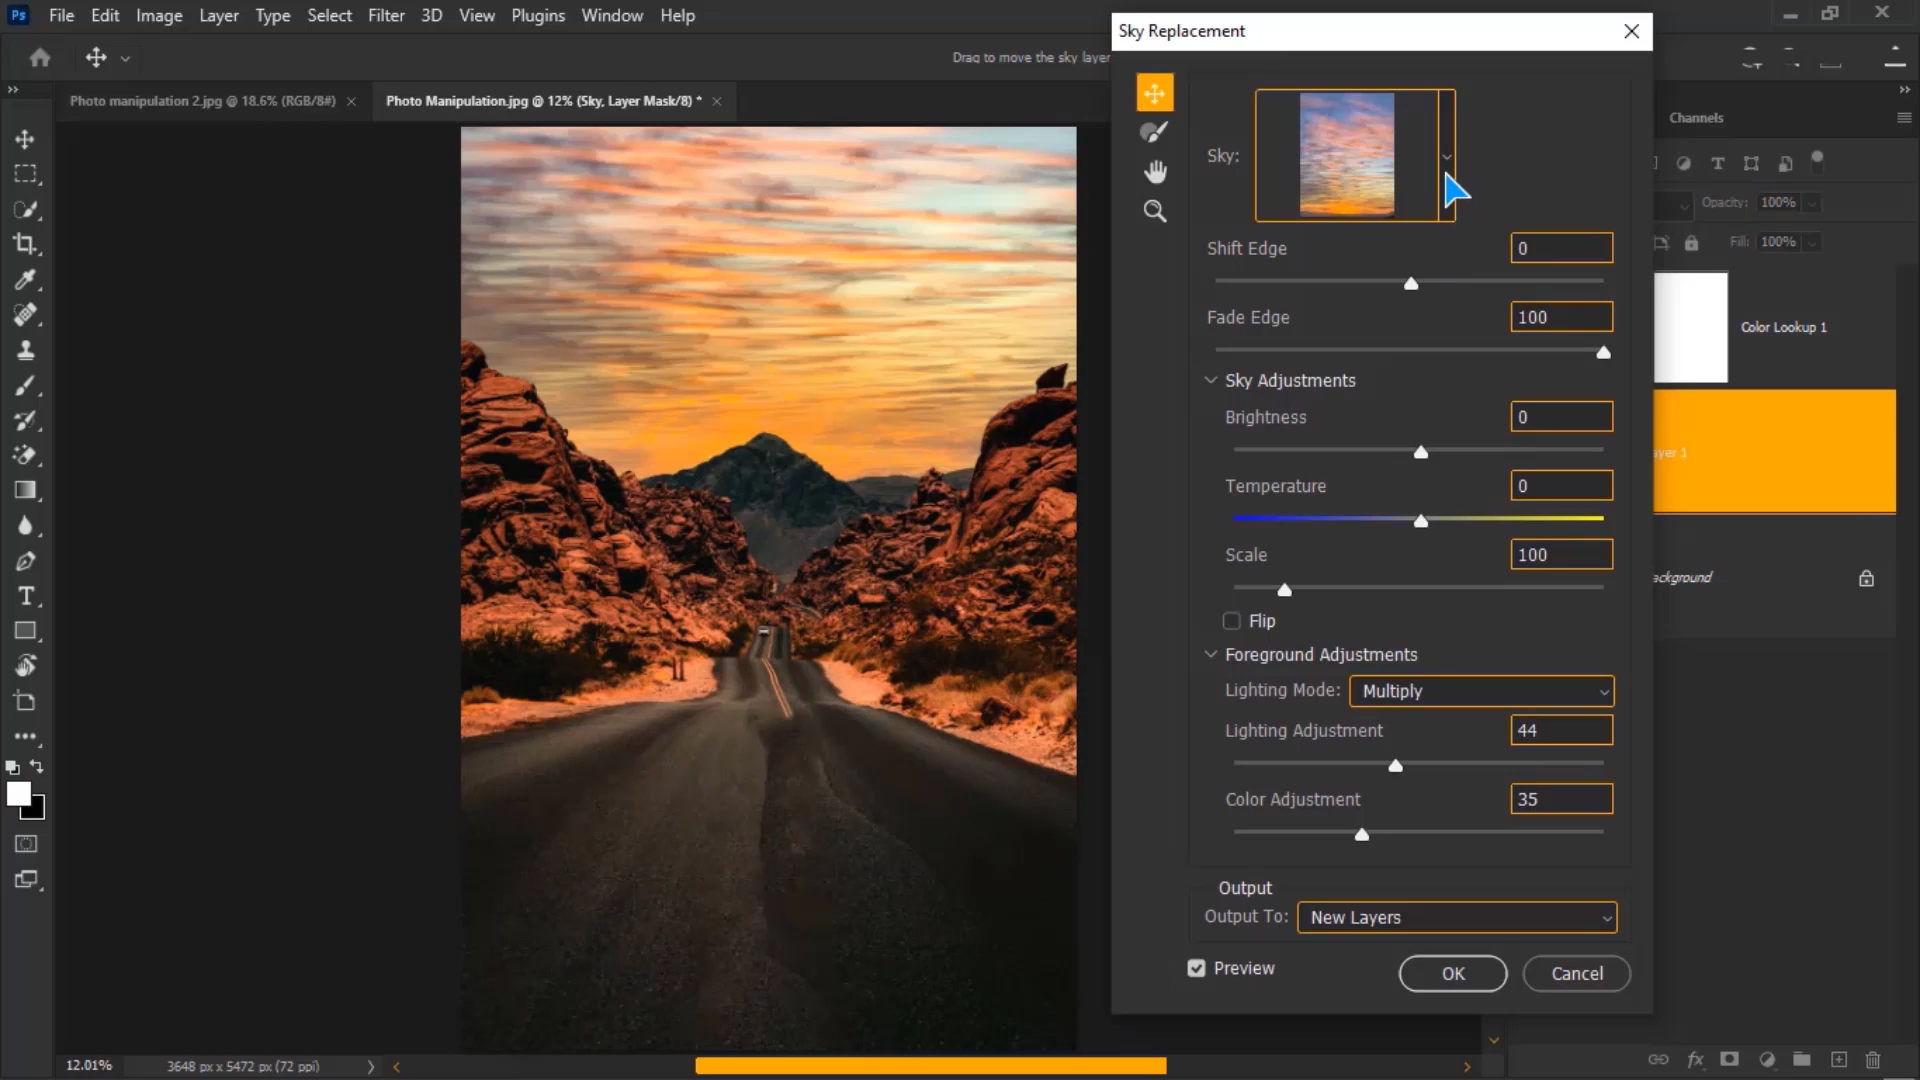 Ps File Edit Image Layer Type Select Filter 3D View Plugins Window Help
Sky Replacement
Drag to move the sky layer
Photo manipulation 2.jpg @ 18.6% (RGB/8#)
Photo Manipulation.jpg @ 12% (Sky, Layer Mask/8) *
Channels
Sky:
Opacity: 100%
Shift Edge 0
Fill: 100%
Fade Edge 100
Color Lookup 1
Sky Adjustments
Brightness 0
ayer 1
Temperature 0
Scale 100
ackground
Flip
Foreground Adjustments
Lighting Mode: Multiply
Lighting Adjustment 44
Color Adjustment 35
Output
Output To: New Layers
Preview
OK
Cancel
12.01% 3648 px x 5472 px (72 ppi)